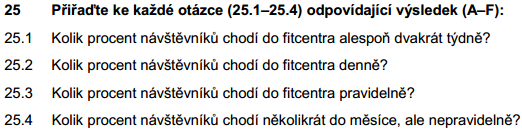 25 Přiřaďte ke každé otázce (25.1–25.4) odpovídající výsledek (A–F):
25.1 Kolik procent návštěvníků chodí do fitcentra alespoň dvakrát týdně?
25.2 Kolik procent návštěvníků chodí do fitcentra denně?
25.3 Kolik procent návštěvníků chodí do fitcentra pravidelně?
25.4 Kolik procent návštěvníků chodí několikrát do měsíce, ale nepravidelně?